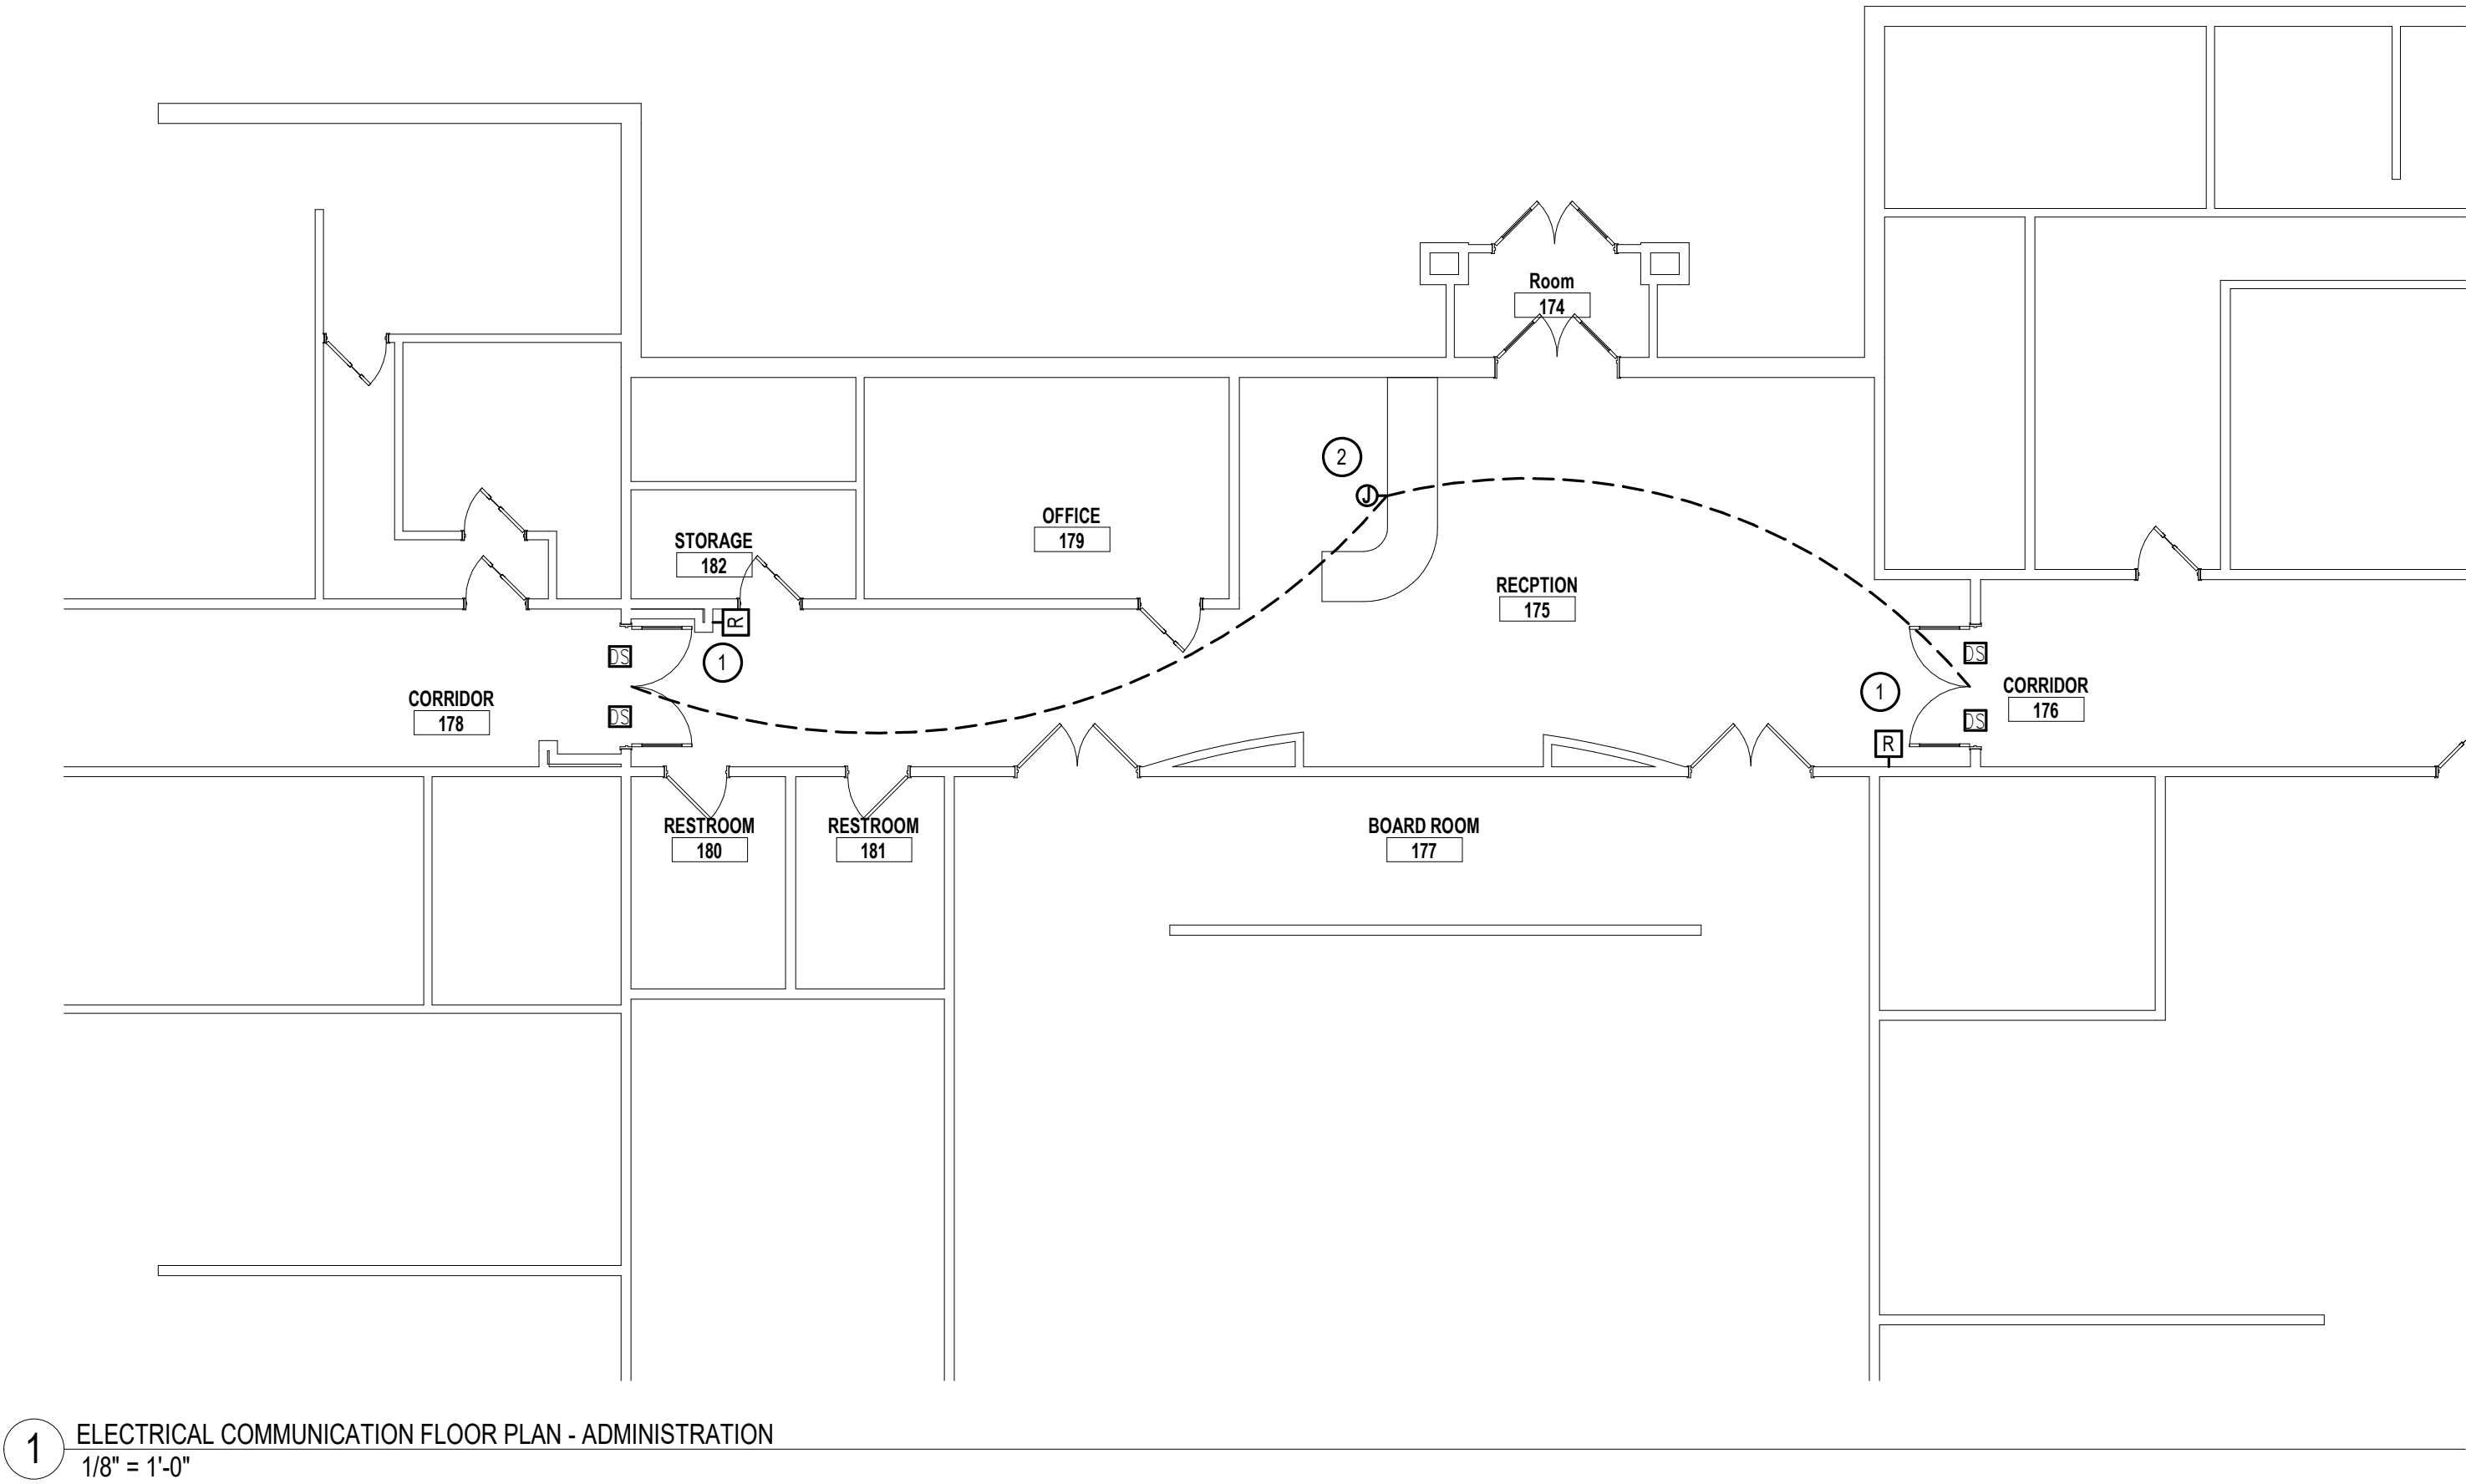 Room
174
2
J
OFFICE
179
STORAGE
182
RECPTION
175
R
DS
1
DS
1
CORRIDOR
176
CORRIDOR
178
DS
DS
R
RESTROOM
180
RESTROOM
181
BOARD ROOM
177
1
ELECTRICAL COMMUNICATION FLOOR PLAN - ADMINISTRATION
1/8" = 1'-0"